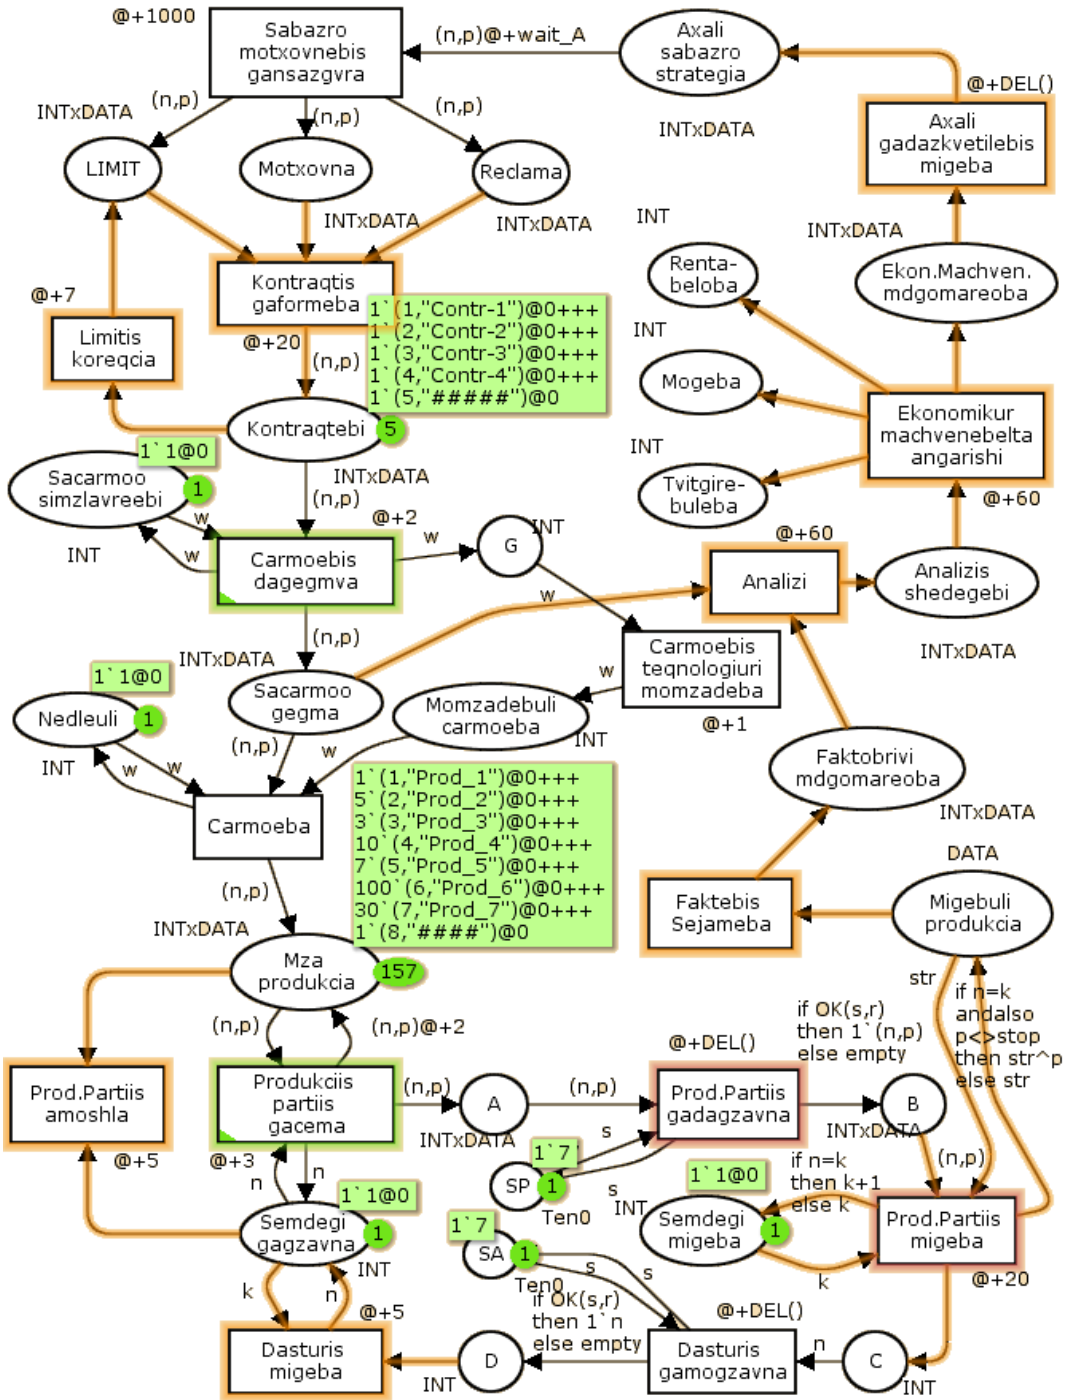 @+1000
Sabazro
motxovnebis
gansazgvra
(n,p)@+wait_A
Axali
sabazro
strategia
@+DEL()
INTxDATA
(n,p)
(n,p)
(n,p)
INTxDATA
Axali
gadazkvetilebis
migeba
LIMIT
Motxovna
Reclama
INTxDATA
INTxDATA
INT
INTxDATA
Kontraqtis
gaformeba
Renta-
beloba
Ekon.Machven.
mdgomareoba
@+7
1`(1,"Contr-1")@0+++
1`(2,"Contr-2")@0+++
1`(3,"Contr-3")@0+++
1`(4,"Contr-4")@0+++
1`(5,"#####")@0
Limitis
koreqcia
@+20
(n,p)
INT
Mogeba
Kontraqtebi
5
Ekonomikur
machvenebelta
angarishi
1`1@0
INT
Sacarmoo
simzlavreebi
1
INTxDATA
(n,p)
Tvitgire-
buleba
@+60
@+2
w
INT
w
w
INT
G
@+60
Carmoebis
dagegmva
Analizi
Analizis
shedegebi
w
(n,p)
INTxDATA
Carmoebis
teqnologiuri
momzadeba
INTxDATA
1`1@0
Sacarmoo
gegma
w
Nedleuli
1
Momzadebuli
carmoeba
@+1
(n,p)
w
INT
INT
w
w
Faktobrivi
mdgomareoba
1`(1,"Prod_1")@0+++
5`(2,"Prod_2")@0+++
3`(3,"Prod_3")@0+++
10`(4,"Prod_4")@0+++
7`(5,"Prod_5")@0+++
100`(6,"Prod_6")@0+++
30`(7,"Prod_7")@0+++
1`(8,"####")@0
INTxDATA
Carmoeba
DATA
(n,p)
Faktebis
Sejameba
Migebuli
produkcia
INTxDATA
Mza
produkcia
157
str
if n=k
andalso
p<>stop
then str^p
else str
(n,p)
(n,p)@+2
if OK(s,r)
then 1`(n,p)
else empty
@+DEL()
Prod.Partiis
amoshla
Produkciis
partiis
gacema
(n,p)
A
(n,p)
Prod.Partiis
gadagzavna
B
INTxDATA
INTxDATA
s
@+5
@+3
n
n
1`7
(n,p)
if n=k
then k+1
else k
1`1@0
1`1@0
SP
1
s
INT
Ten0
Semdegi
gagzavna
1
1`7
Semdegi
migeba
1
Prod.Partiis
migeba
SA
1
INT
s
s
k
@+20
Ten0
k
n
@+5
if OK(s,r)
then 1`n
else empty
@+DEL()
Dasturis
migeba
D
Dasturis
gamogzavna
n
C
INT
INT